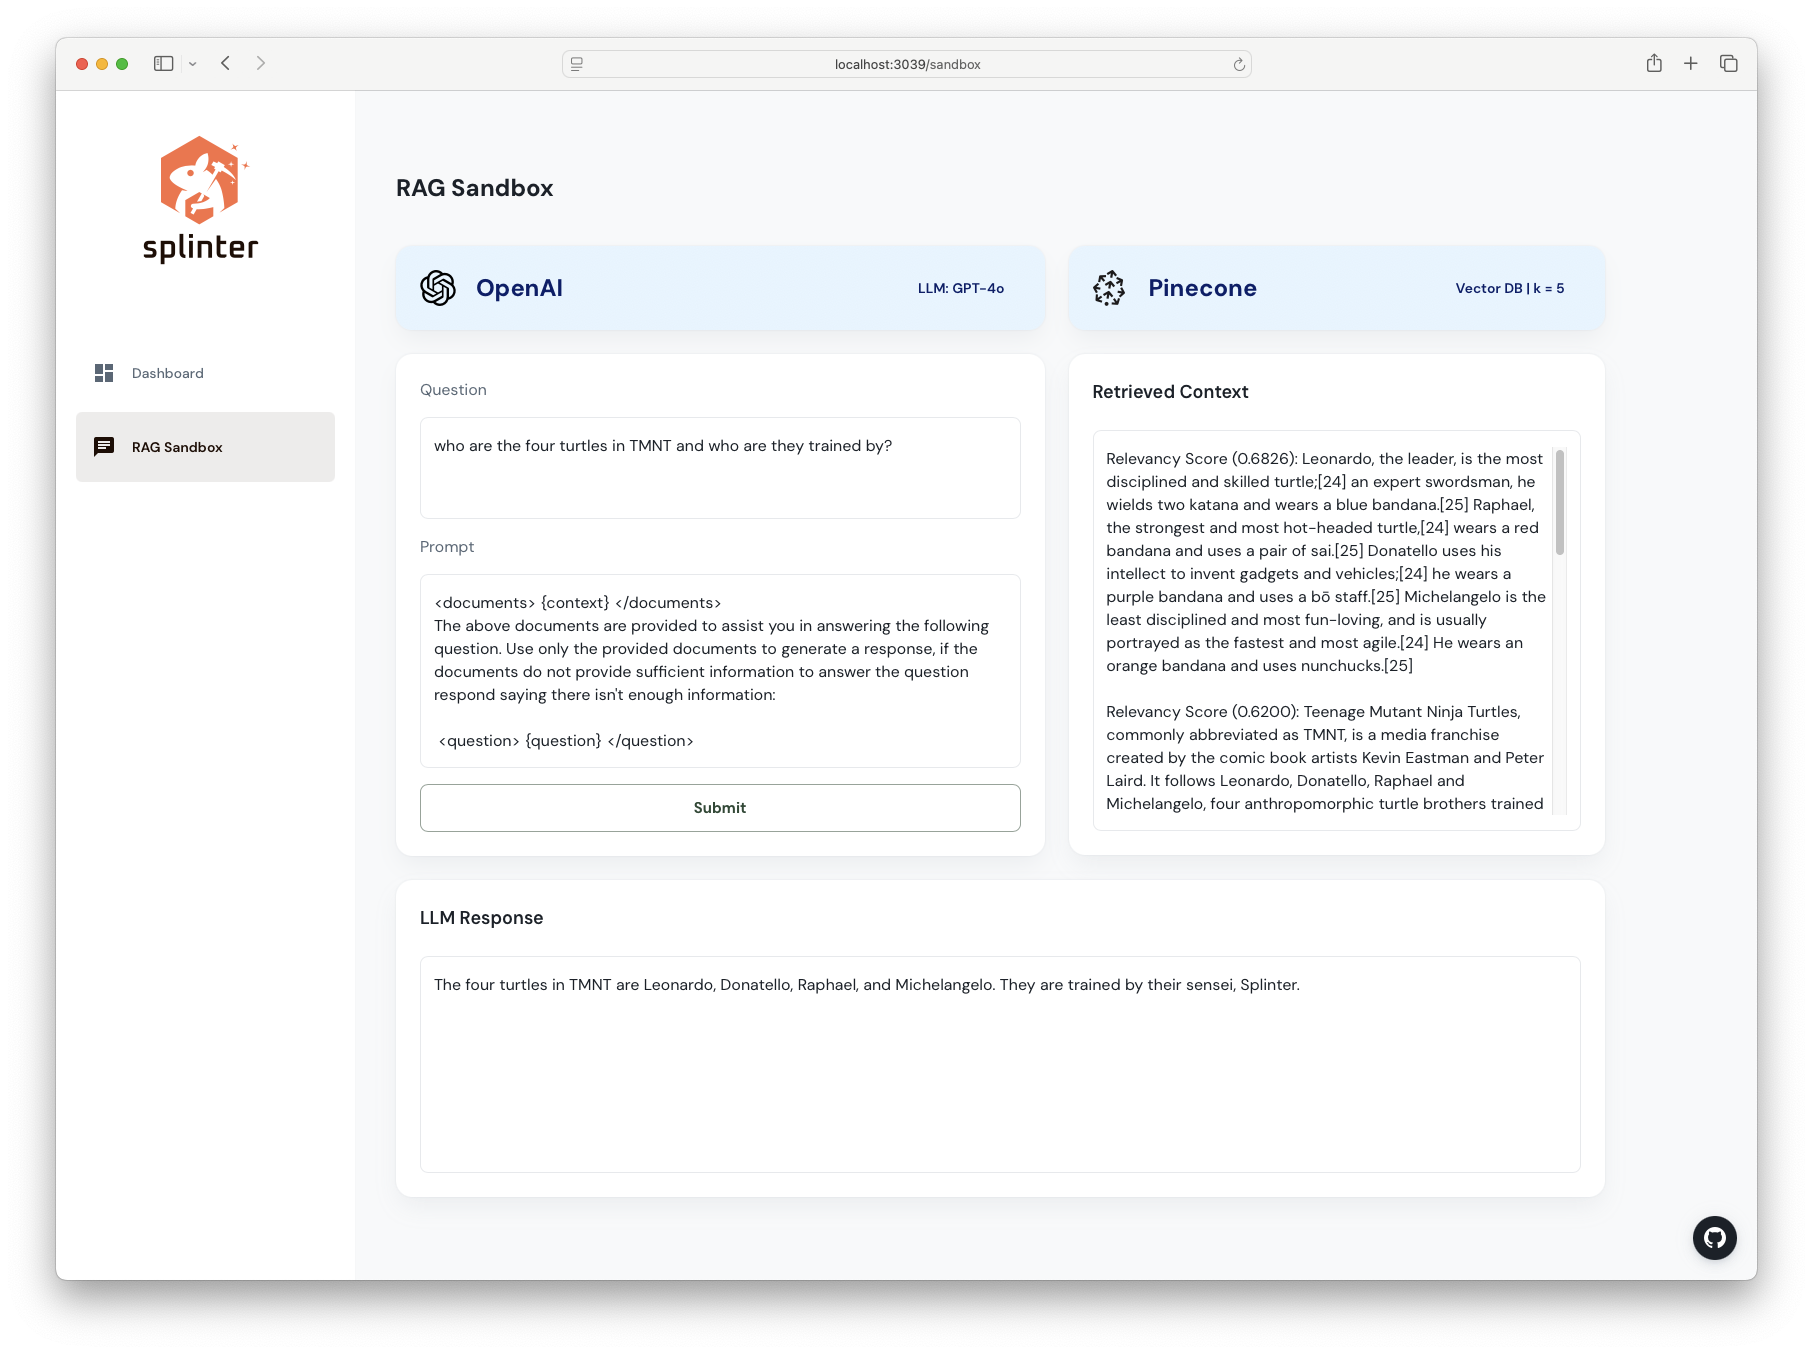 localhost:3039/sandbox
splinter
Dashboard
RAG Sandbox
RAG Sandbox
OpenAI
LLM: GPT-4o
Pinecone
Vector DB | k = 5
Question
who are the four turtles in TMNT and who are they trained by?
Prompt
<documents> {context} </documents>
The above documents are provided to assist you in answering the following
question. Use only the provided documents to generate a response, if the
documents do not provide sufficient information to answer the question
respond saying there isn't enough information:
<question> {question} </question>
Submit
Retrieved Context
Relevancy Score (0.6826): Leonardo, the leader, is the most
disciplined and skilled turtle;[24] an expert swordsman, he
wields two katana and wears a blue bandana.[25] Raphael,
the strongest and most hot-headed turtle,[24] wears a red
bandana and uses a pair of sai.[25] Donatello uses his
intellect to invent gadgets and vehicles;[24] he wears a
purple bandana and uses a bō staff.[25] Michelangelo is the
least disciplined and most fun-loving, and is usually
portrayed as the fastest and most agile.[24] He wears an
orange bandana and uses nunchucks.[25]
Relevancy Score (0.6200): Teenage Mutant Ninja Turtles,
commonly abbreviated as TMNT, is a media franchise
created by the comic book artists Kevin Eastman and Peter
Laird. It follows Leonardo, Donatello, Raphael and
Michelangelo, four anthropomorphic turtle brothers trained
LLM Response
The four turtles in TMNT are Leonardo, Donatello, Raphael, and Michelangelo. They are trained by their sensei, Splinter.